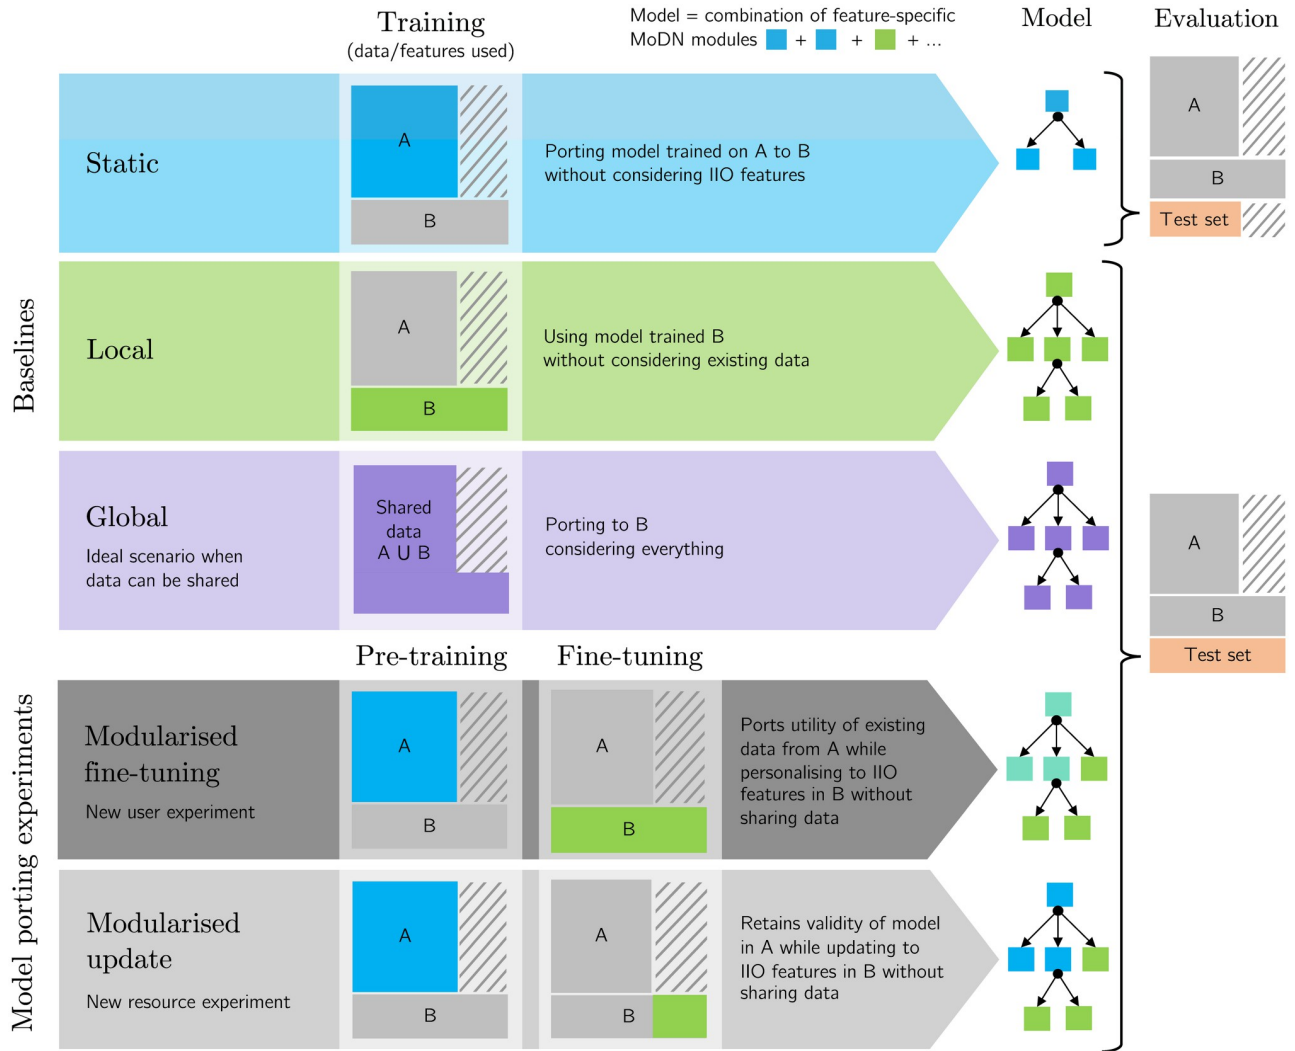 Training
(data/features used)
Model = combination of feature-specific
MoDN modules + + + ...
Model
Evaluation
Baselines
Static
A
B
Porting model trained on A to B
without considering IIO features
A
B
Test set
Local
A
B
Using model trained B
without considering existing data
Global
Ideal scenario when
data can be shared
Shared
data
A U B
Porting to B
considering everything
A
B
Test set
Pre-training
Fine-tuning
Model porting experiments
Modularised
fine-tuning
New user experiment
A
B
A
B
Ports utility of existing
data from A while
personalising to IIO
features in B without
sharing data
Modularised
update
New resource experiment
A
B
A
B
Retains validity of model
in A while updating to
IIO features in B without
sharing data